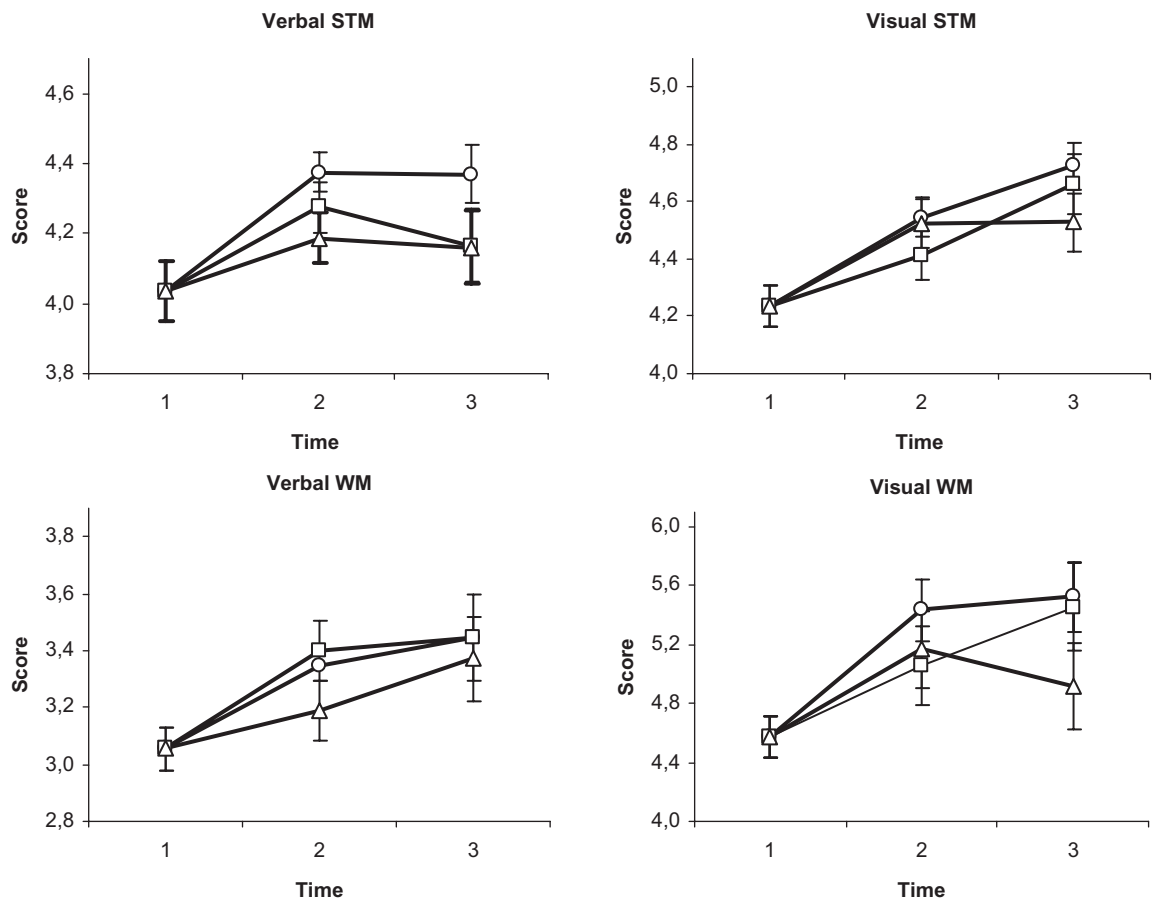 Verbal STM
4,6
4,4
4,2
4,0
3,8
Score
1 2 3
Time
Visual STM
5,0
4,8
4,6
4,4
4,2
4,0
Score
1 2 3
Time
Verbal WM
3,8
3,6
3,4
3,2
3,0
2,8
Score
1 2 3
Time
Visual WM
6,0
5,6
5,2
4,8
4,4
4,0
Score
1 2 3
Time